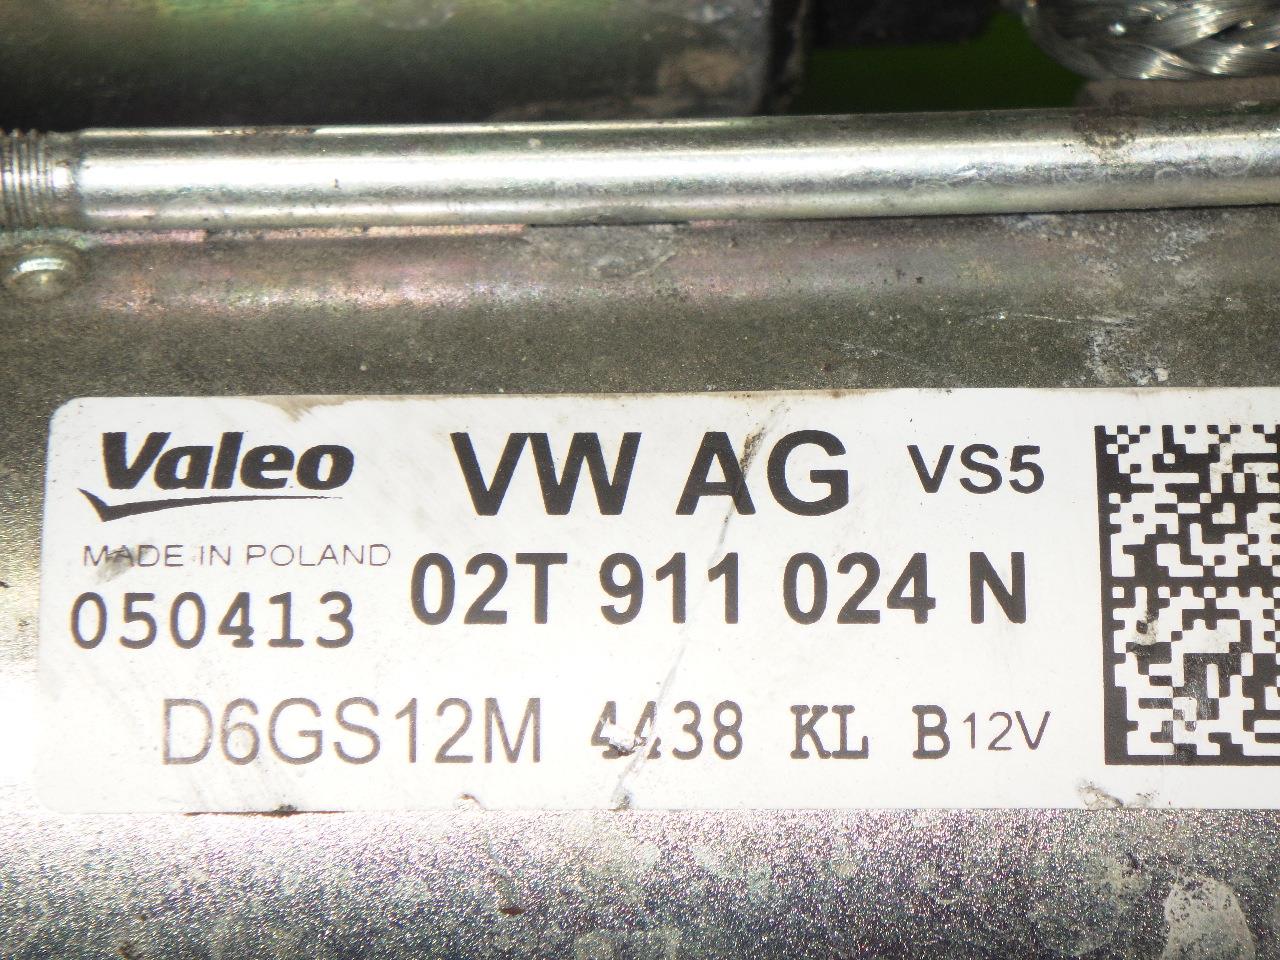 Valeo VW AG VS5
MADE IN POLAND
050413 02T 911 024 N
D6GS12M 4438 KL B 12V